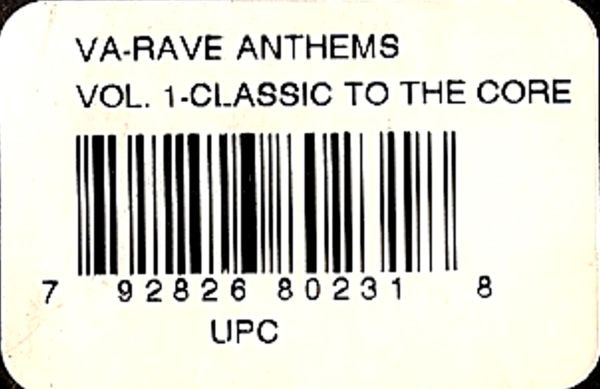 VA-RAVE ANTHEMS
VOL. 1-CLASSIC TO THE CORE
7 92826 80231 8
UPC